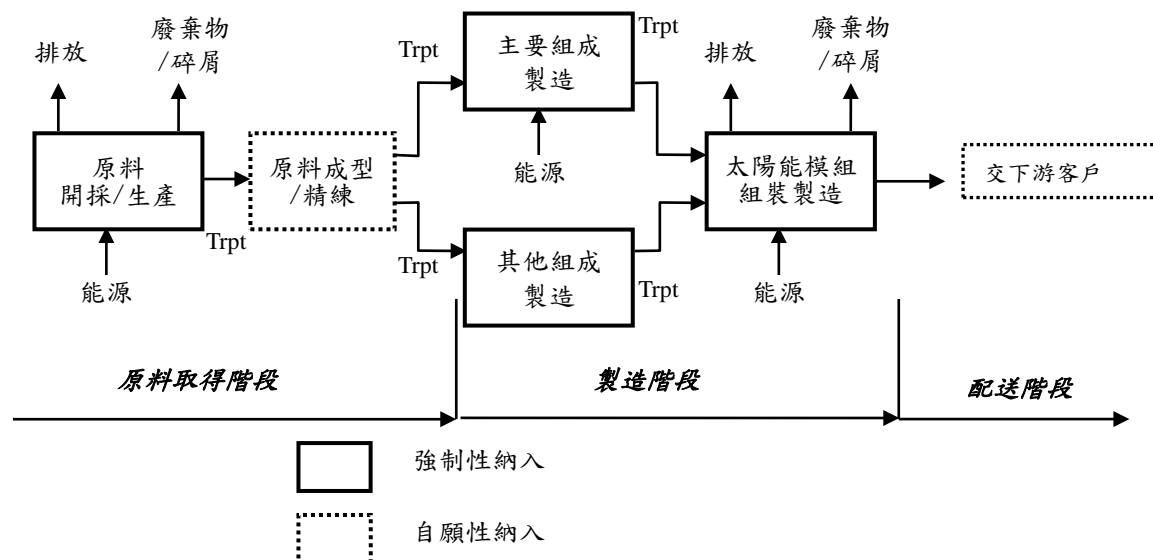 排放
廢棄物
/碎屑
原料
開採/生產
能源
Trpt
原料成型
/精練
Trpt
主要組成
製造
Trpt
能源
Trpt
其他組成
製造
Trpt
排放
廢棄物
/碎屑
太陽能模組
組裝製造
能源
交下游客戶
原料取得階段
製造階段
配送階段
強制性納入
自願性納入